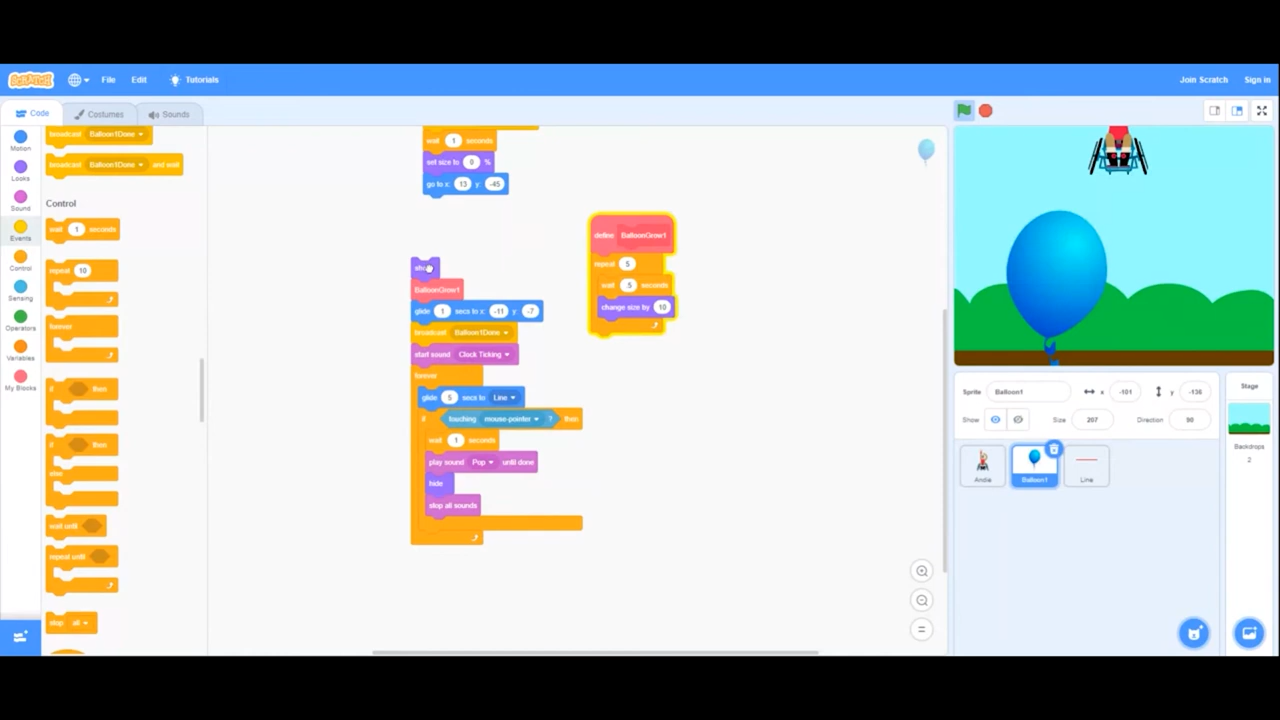 SCRATCH File Edit Tutorials Join Scratch Sign in
Code Costumes Sounds
Motion
Looks
Sound
Events
Control
Sensing
Operators
Variables
My Blocks
broadcast Balloon1Done
broadcast Balloon1Done and wait
Control
wait 1 seconds
repeat 10
forever
if then
if then
else
wait until
repeat until
stop all
wait 1 seconds
set size to 0 %
go to x: 13 y: -45
show
BalloonGrow1
glide 1 secs to x: -11 y: -7
broadcast Balloon1Done
start sound Clock Ticking
forever
glide 5 secs to Line
if touching mouse-pointer ? then
wait 1 seconds
play sound Pop until done
hide
stop all sounds
define BalloonGrow1
repeat 5
wait .5 seconds
change size by 10
Sprite Balloon1 x -101 y -136
Show Size 207 Direction 90
Andie
Balloon1
Line
Stage
Backdrops
2